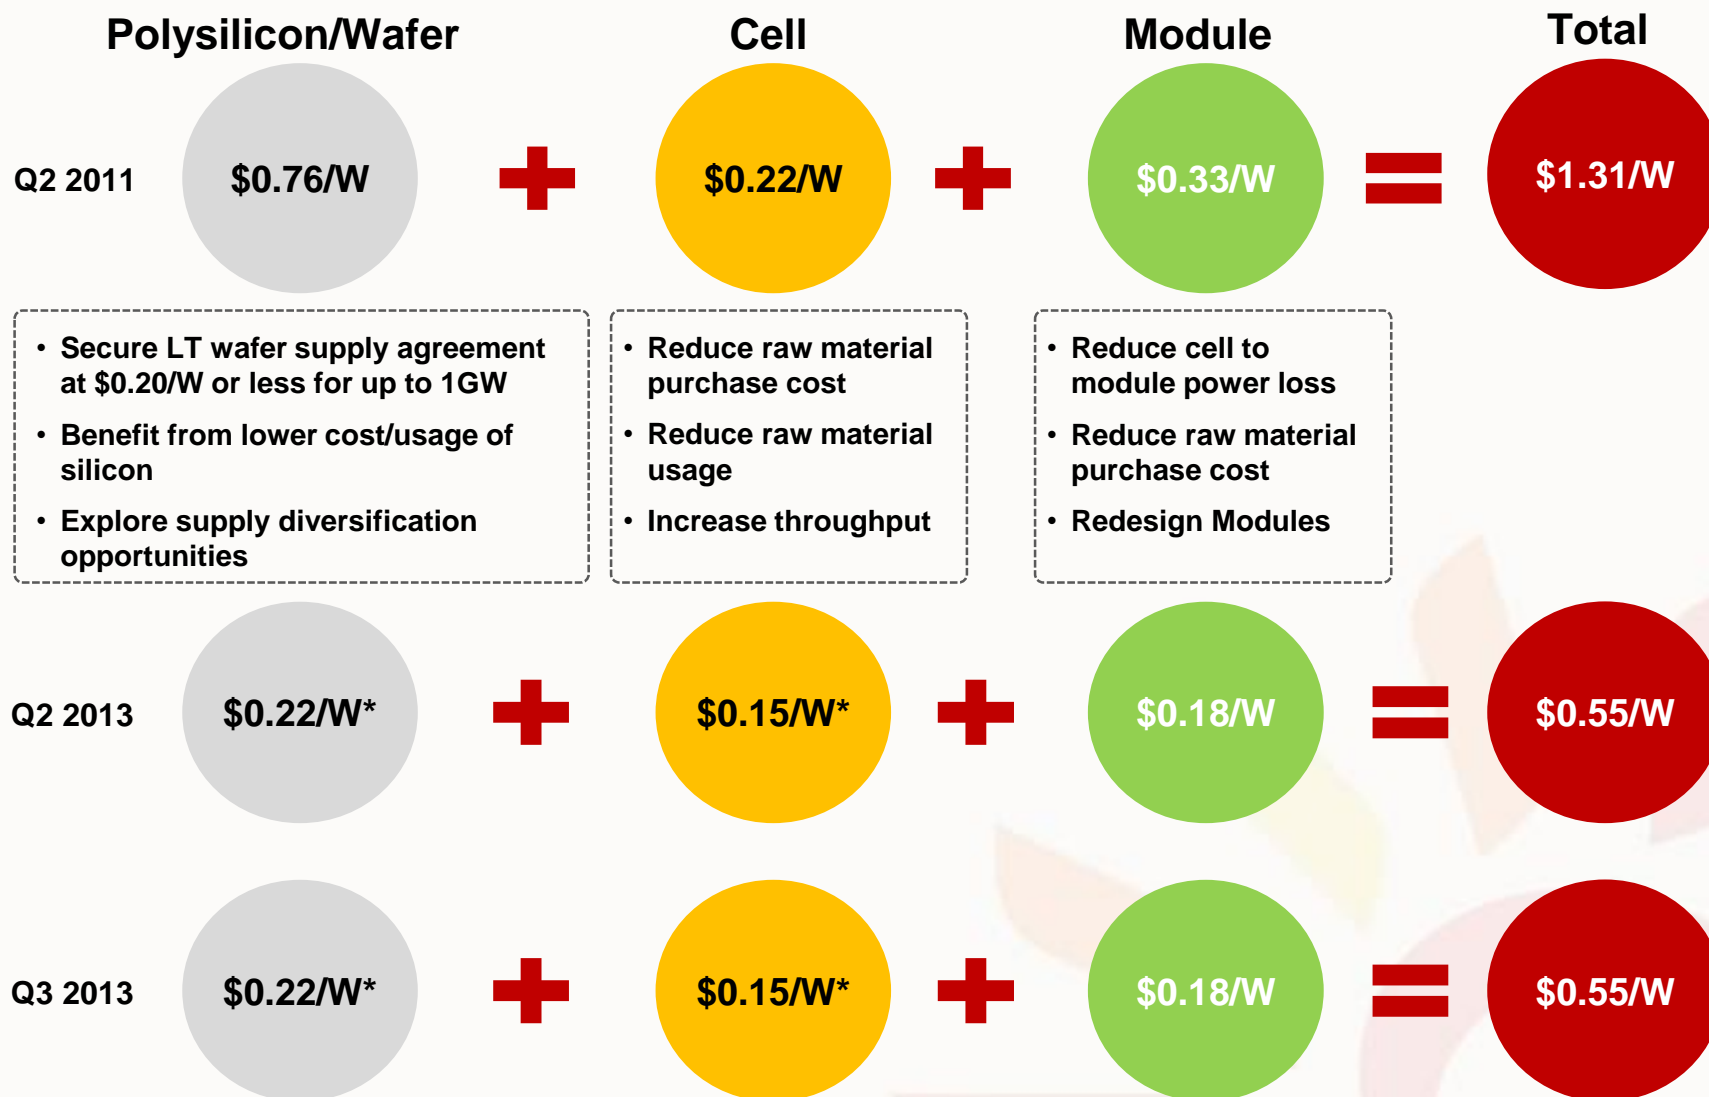 Polysilicon/Wafer
Cell
Module
Total
Q2 2011
$0.76/W
$0.22/W
$0.33/W
$1.31/W
• Secure LT wafer supply agreement
at $0.20/W or less for up to 1GW
• Benefit from lower cost/usage of
silicon
• Explore supply diversification
opportunities
• Reduce raw material
purchase cost
• Reduce raw material
usage
• Increase throughput
• Reduce cell to
module power loss
• Reduce raw material
purchase cost
• Redesign Modules
Q2 2013
$0.22/W*
$0.15/W*
$0.18/W
$0.55/W
Q3 2013
$0.22/W*
$0.15/W*
$0.18/W
$0.55/W